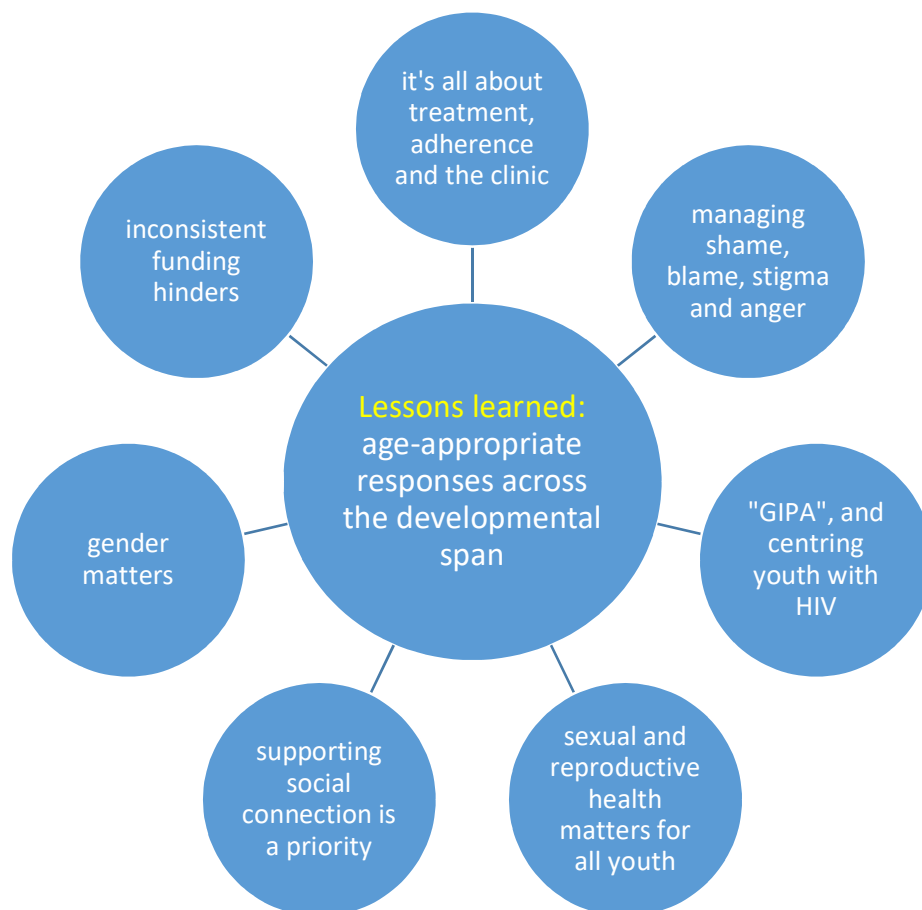 it's all about
treatment,
adherence
and the clinic
managing
shame,
blame, stigma
and anger
"GIPA", and
centring
youth with
HIV
sexual and
reproductive
health
matters for
all youth
supporting
social
connection is
a priority
gender
matters
inconsistent
funding
hinders
Lessons learned:
age-appropriate
responses across
the developmental
span